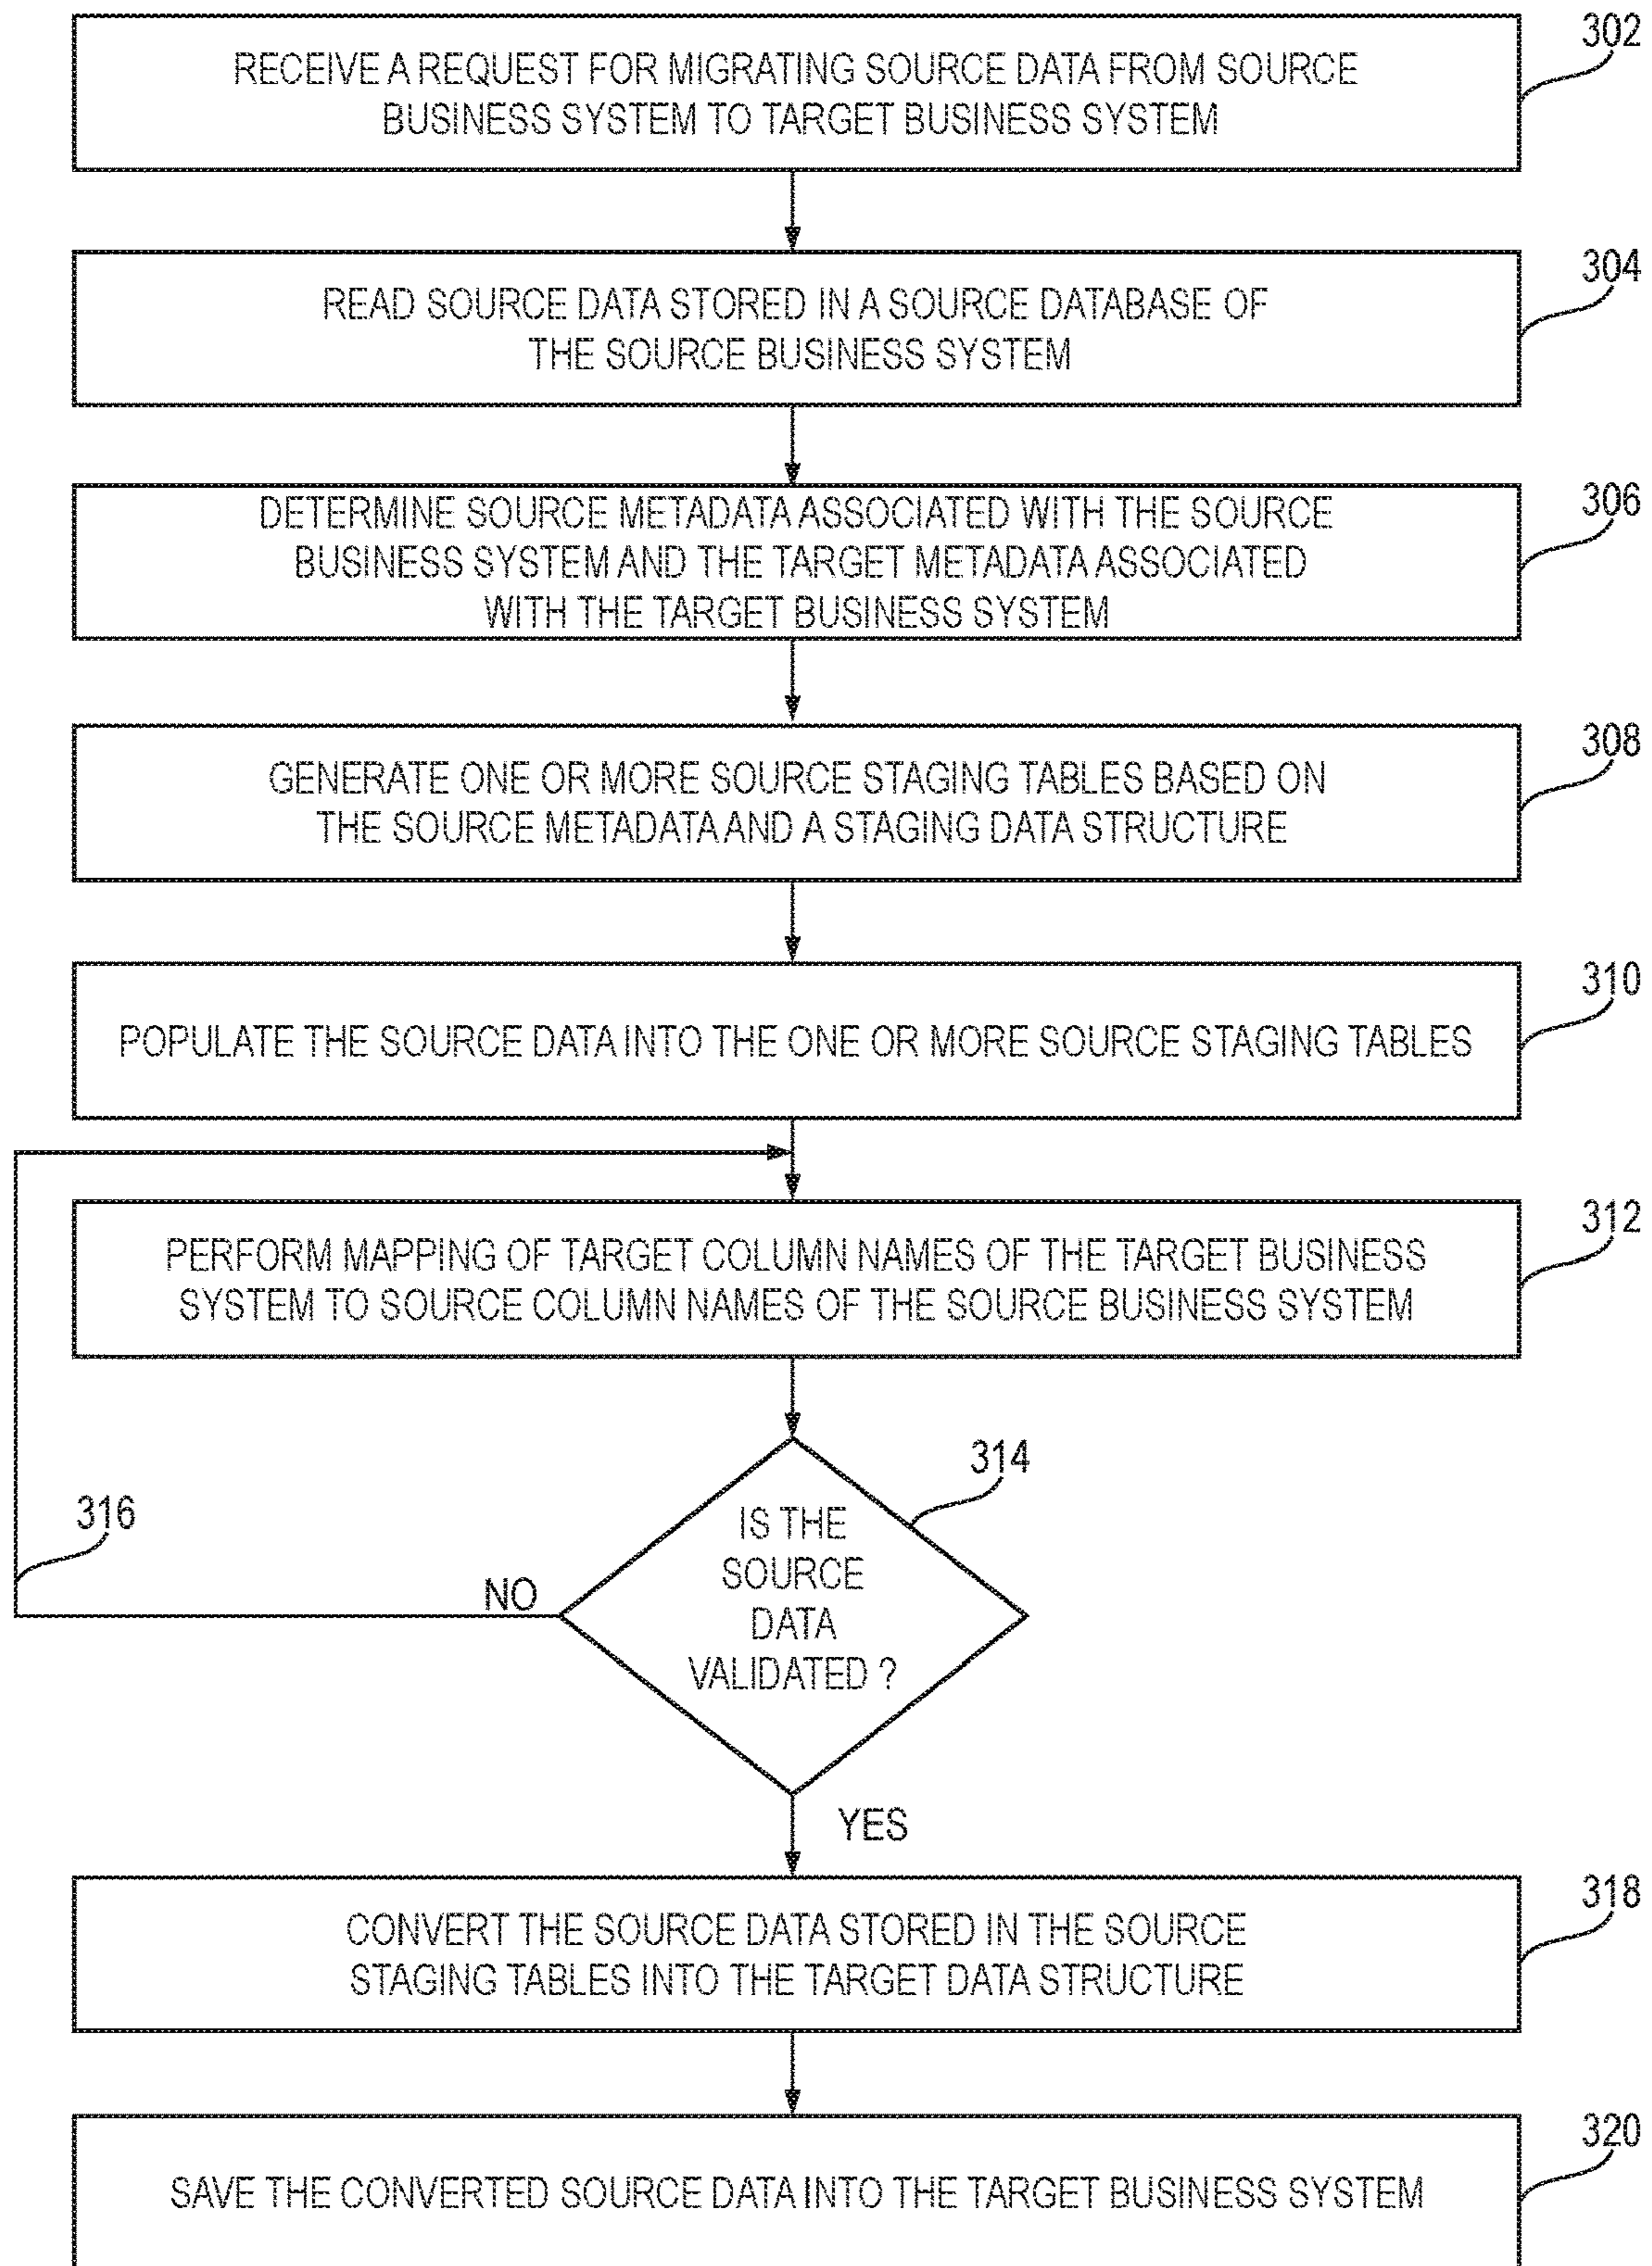 302
RECEIVE A REQUEST FOR MIGRATING SOURCE DATA FROM SOURCE
BUSINESS SYSTEM TO TARGET BUSINESS SYSTEM
304
READ SOURCE DATA STORED IN A SOURCE DATABASE OF
THE SOURCE BUSINESS SYSTEM
306
DETERMINE SOURCE METADATA ASSOCIATED WITH THE SOURCE
BUSINESS SYSTEM AND THE TARGET METADATA ASSOCIATED
WITH THE TARGET BUSINESS SYSTEM
308
GENERATE ONE OR MORE SOURCE STAGING TABLES BASED ON
THE SOURCE METADATA AND A STAGING DATA STRUCTURE
310
POPULATE THE SOURCE DATA INTO THE ONE OR MORE SOURCE STAGING TABLES
312
PERFORM MAPPING OF TARGET COLUMN NAMES OF THE TARGET BUSINESS
SYSTEM TO SOURCE COLUMN NAMES OF THE SOURCE BUSINESS SYSTEM
314
316
IS THE
SOURCE
DATA
VALIDATED ?
NO
YES
318
CONVERT THE SOURCE DATA STORED IN THE SOURCE
STAGING TABLES INTO THE TARGET DATA STRUCTURE
320
SAVE THE CONVERTED SOURCE DATA INTO THE TARGET BUSINESS SYSTEM